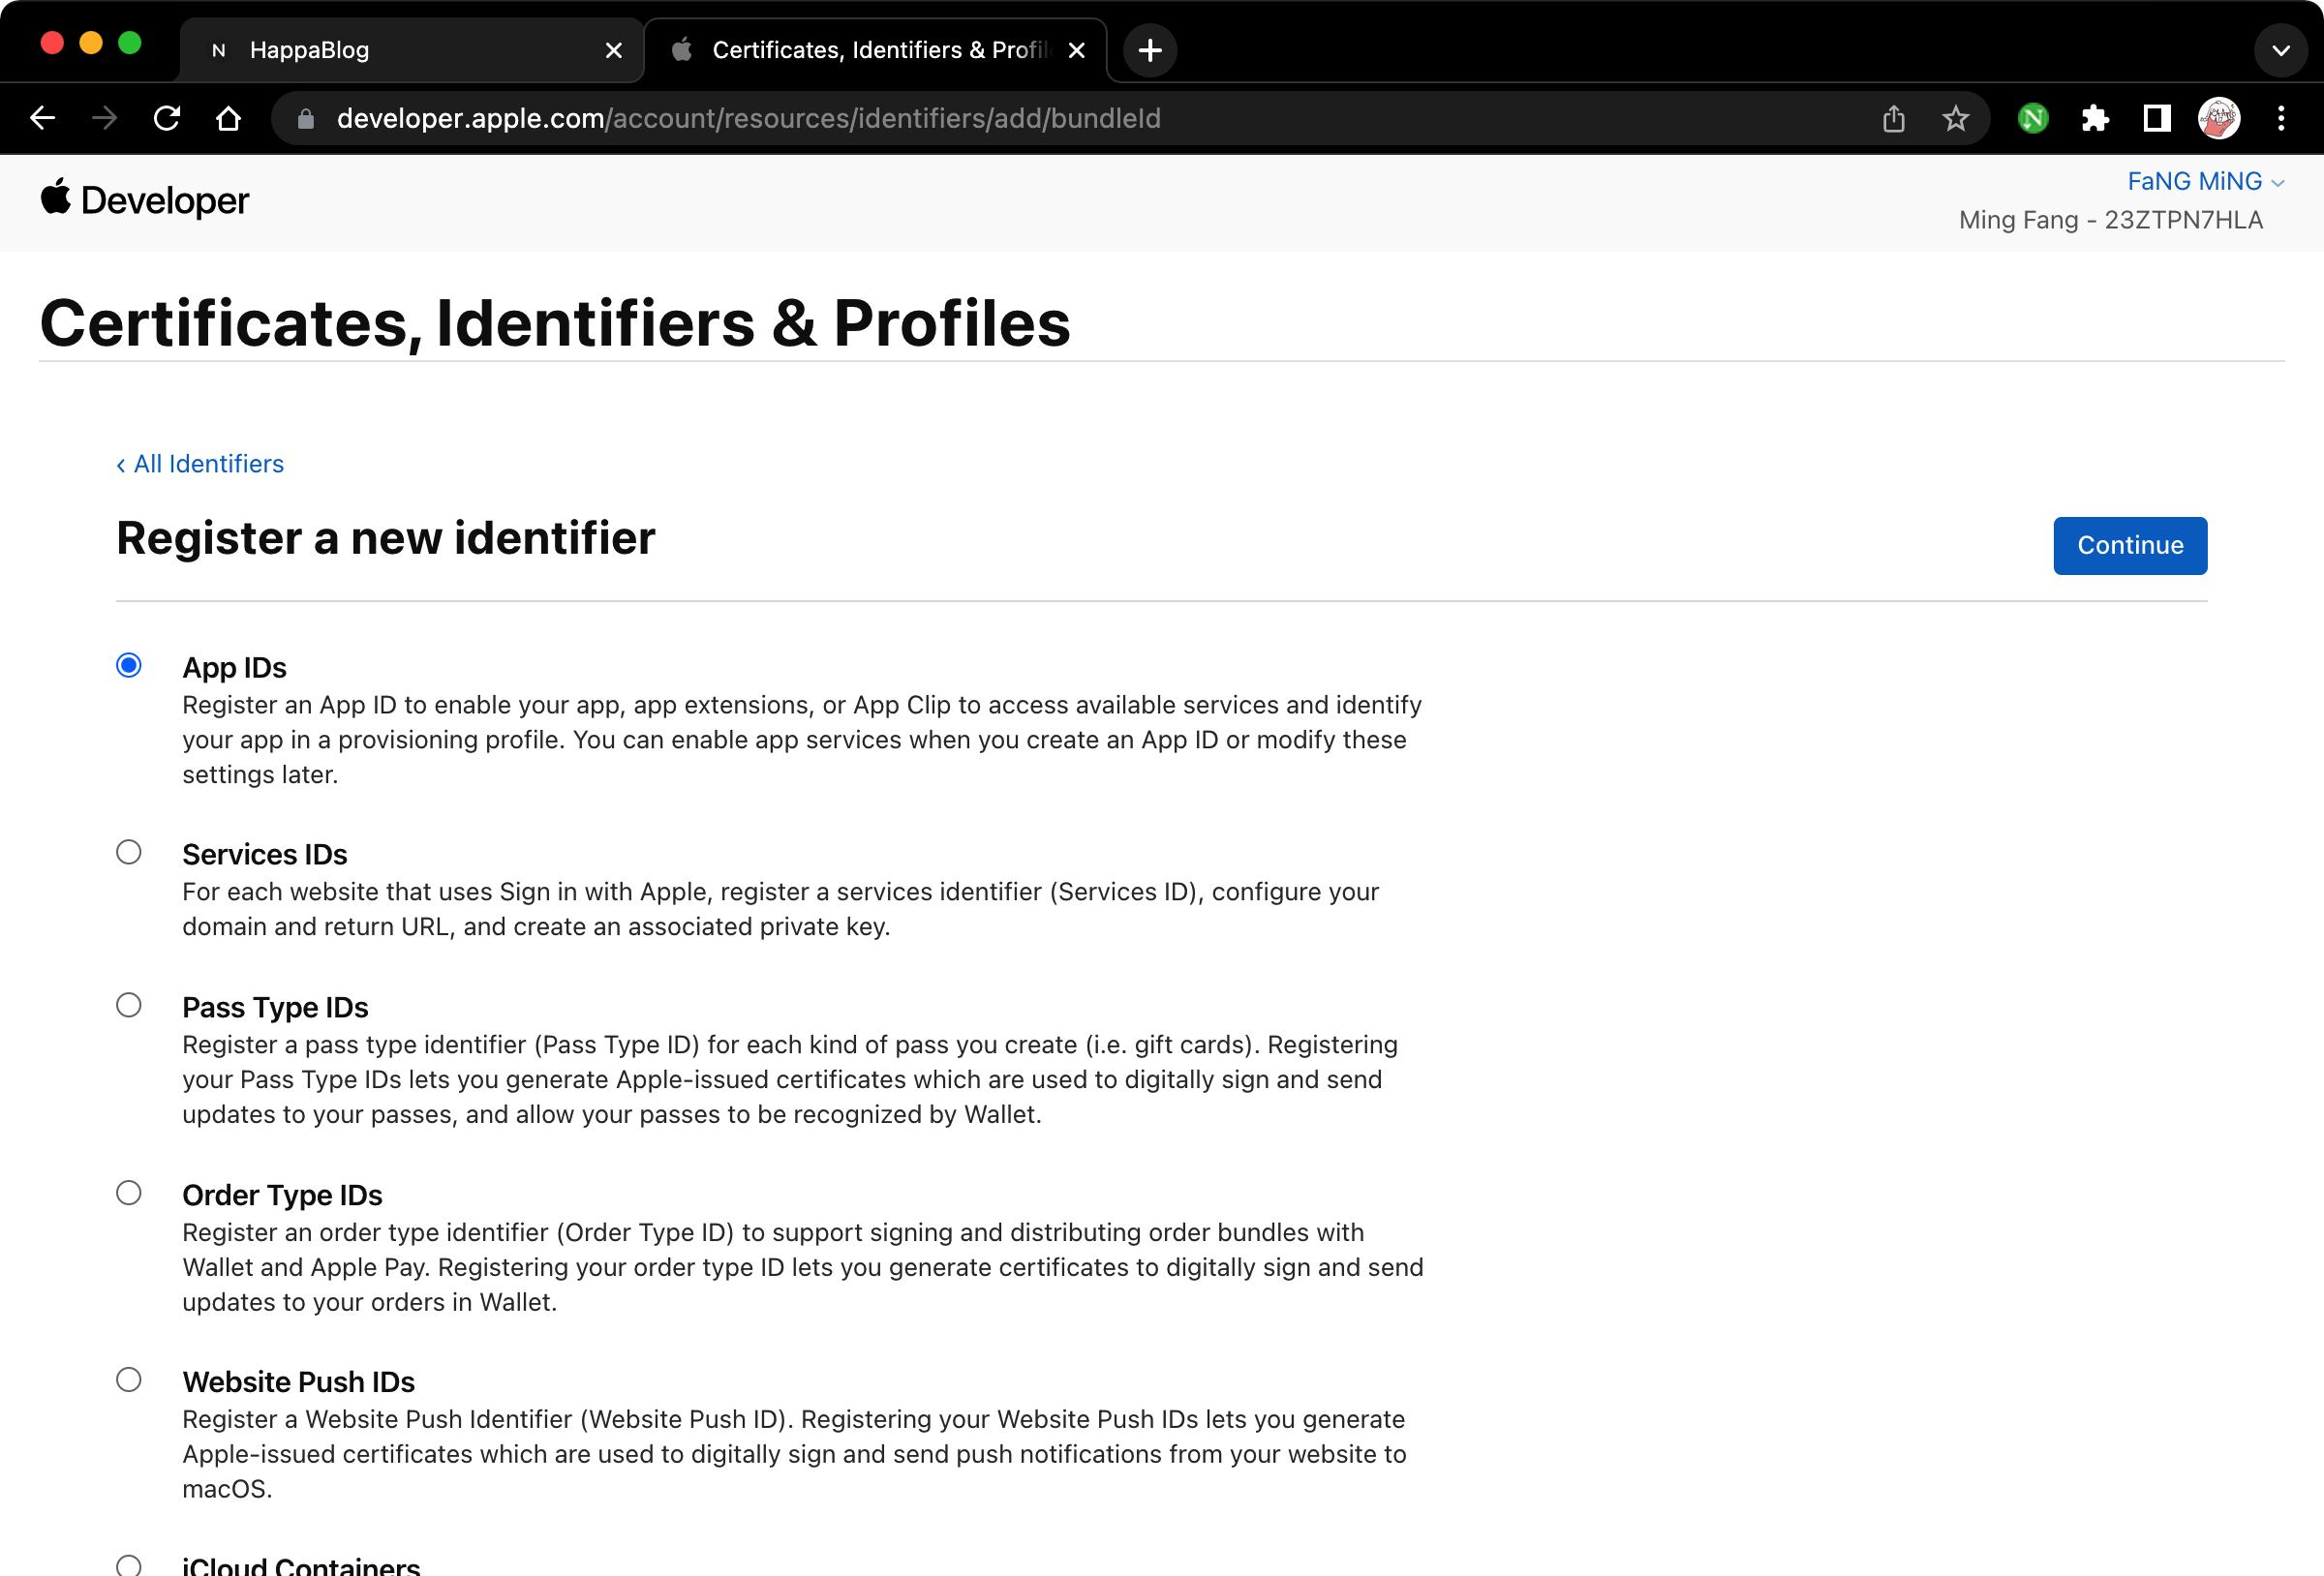 HappaBlog
Certificates, Identifiers & Profil
developer.apple.com/account/resources/identifiers/add/bundleId
Developer
FaNG MiNG
Ming Fang - 23ZTPN7HLA
Certificates, Identifiers & Profiles
‹ All Identifiers
Register a new identifier
Continue
App IDs
Register an App ID to enable your app, app extensions, or App Clip to access available services and identify
your app in a provisioning profile. You can enable app services when you create an App ID or modify these
settings later.
Services IDs
For each website that uses Sign in with Apple, register a services identifier (Services ID), configure your
domain and return URL, and create an associated private key.
Pass Type IDs
Register a pass type identifier (Pass Type ID) for each kind of pass you create (i.e. gift cards). Registering
your Pass Type IDs lets you generate Apple-issued certificates which are used to digitally sign and send
updates to your passes, and allow your passes to be recognized by Wallet.
Order Type IDs
Register an order type identifier (Order Type ID) to support signing and distributing order bundles with
Wallet and Apple Pay. Registering your order type ID lets you generate certificates to digitally sign and send
updates to your orders in Wallet.
Website Push IDs
Register a Website Push Identifier (Website Push ID). Registering your Website Push IDs lets you generate
Apple-issued certificates which are used to digitally sign and send push notifications from your website to
macOS.
iCloud Containers